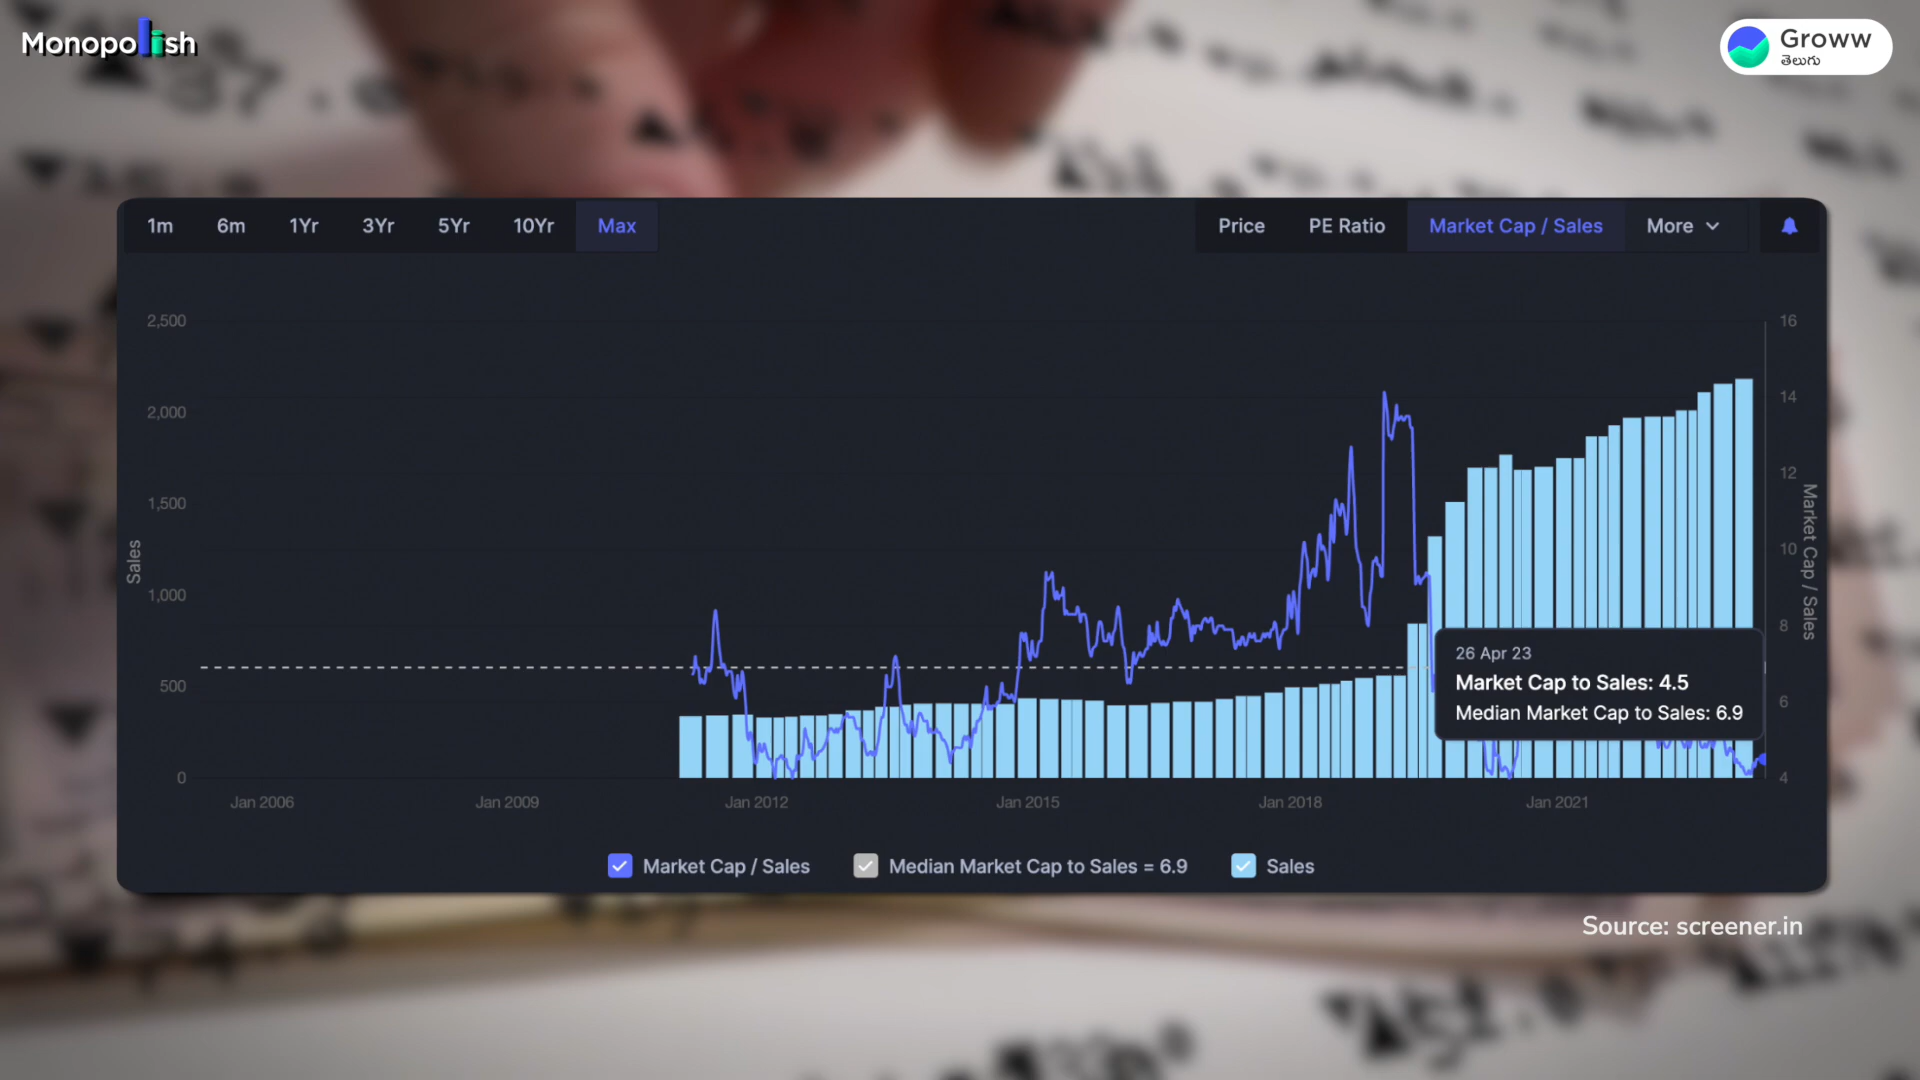 Monopolish
Groww
తెలుగు
1m 6m 1Yr 3Yr 5Yr 10Yr Max
Price PE Ratio Market Cap / Sales More
2,500
2,000
1,500
1,000
500
0
Sales
16
14
12
10
8
6
4
Market Cap / Sales
26 Apr 23
Market Cap to Sales: 4.5
Median Market Cap to Sales: 6.9
Jan 2006 Jan 2009 Jan 2012 Jan 2015 Jan 2018 Jan 2021
Market Cap / Sales Median Market Cap to Sales = 6.9 Sales
Source: screener.in